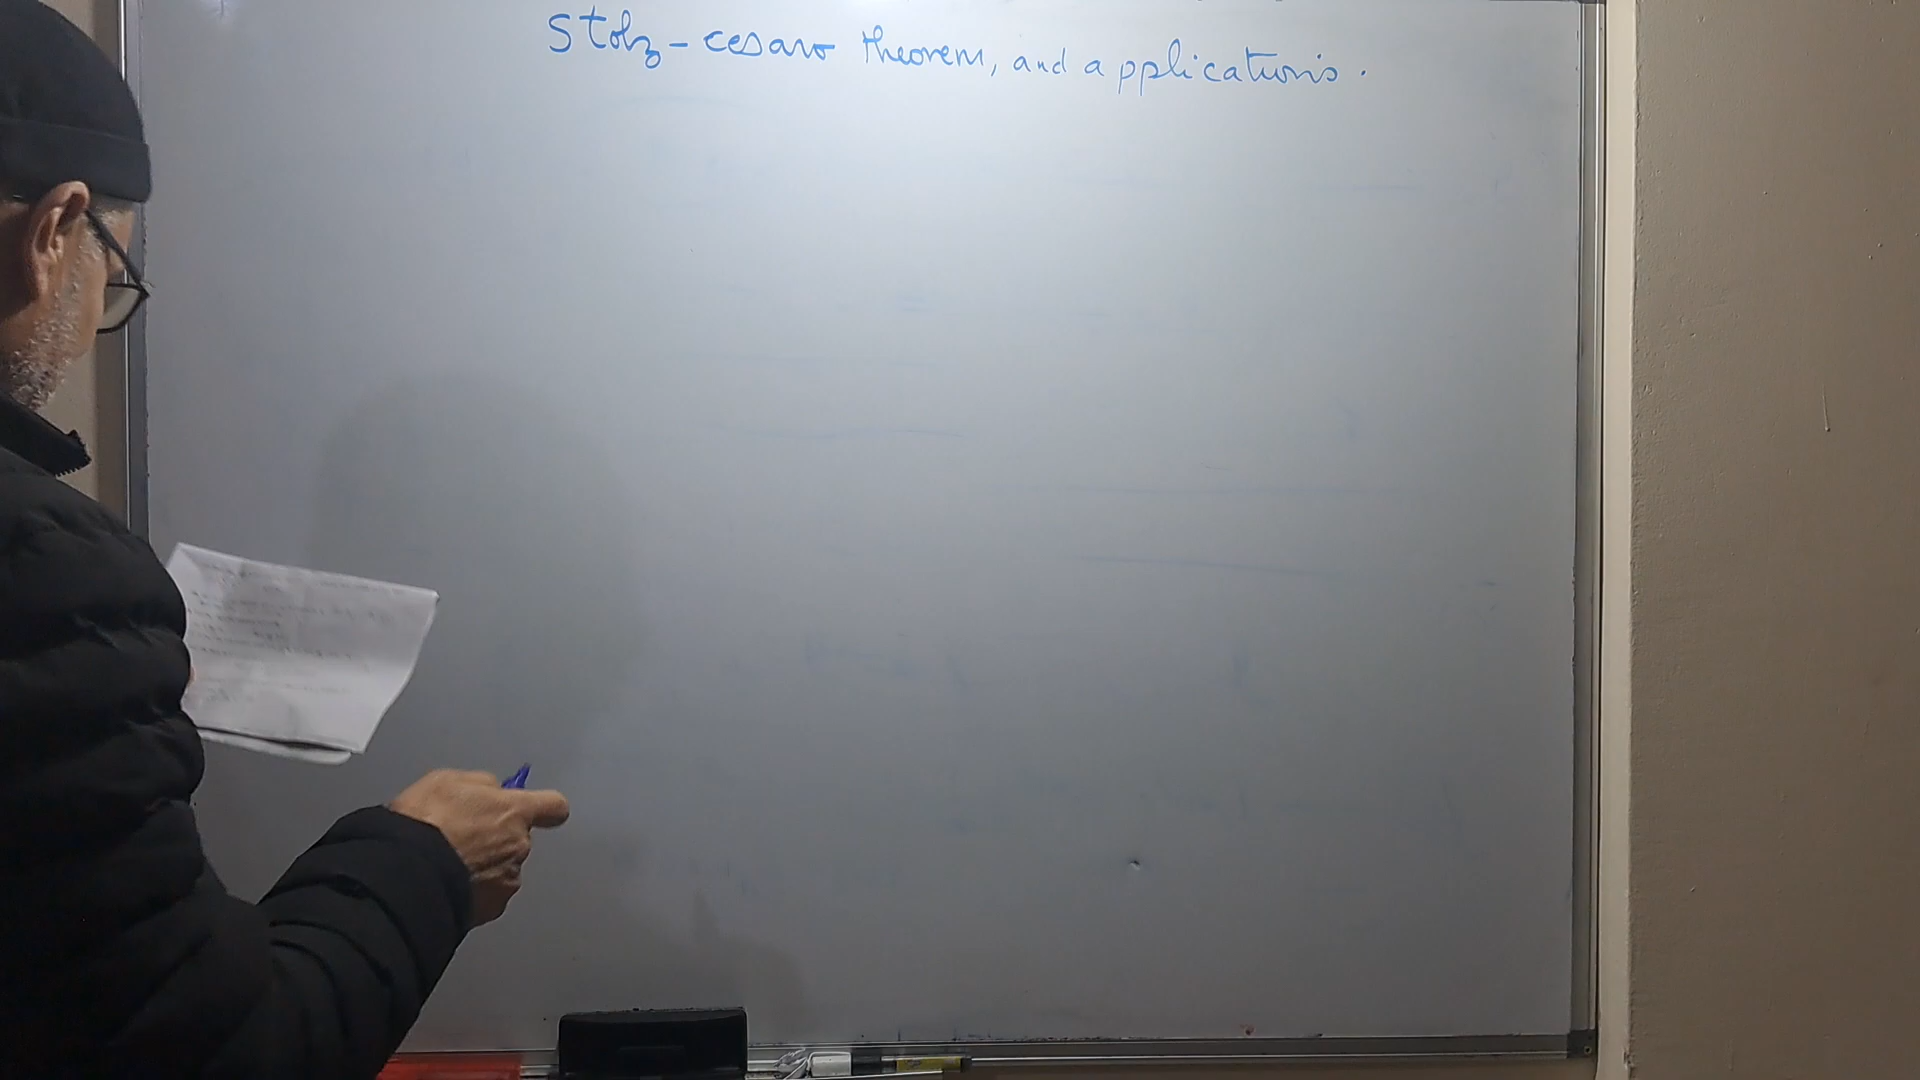 Stolz-cesaro theorem, and applications.